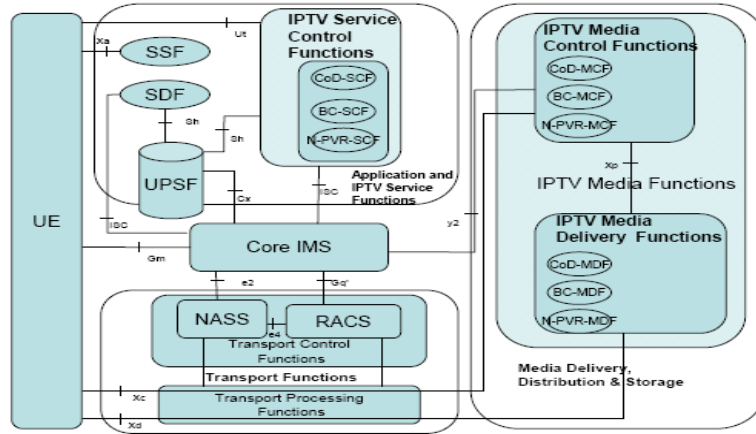 UE
Xa
Ut
SSF
SDF
Sh
Sh
UPSF
Cx
ISC
ISC
IPTV Service
Control
Functions
CoD-SCF
BC-SCF
N-PVR-SCF
Application and
IPTV Service
Functions
Core IMS
Gm
y2
e2
Gq'
NASS
e4
RACS
Transport Control
Functions
Transport Functions
Transport Processing
Functions
Xc
Xd
IPTV Media
Control Functions
CoD-MCF
BC-MCF
N-PVR-MCF
Xp
IPTV Media Functions
IPTV Media
Delivery Functions
CoD-MDF
BC-MDF
N-PVR-MDF
Media Delivery,
Distribution & Storage